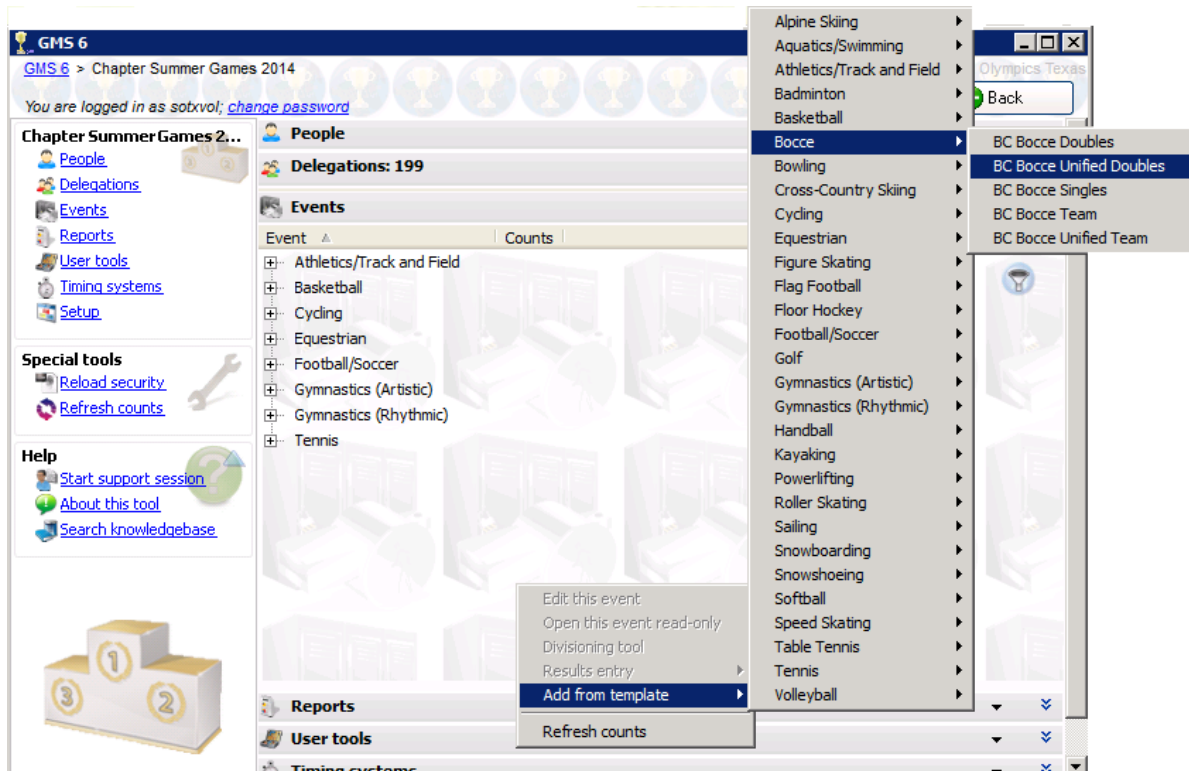 GMS 6
GMS 6 > Chapter Summer Games 2014
Olympics Texas
You are logged in as sotxvol; change password
Back
Chapter Summer Games 2...
People
Delegations
Events
Reports
User tools
Timing systems
Setup
Special tools
Reload security
Refresh counts
Help
Start support session
About this tool
Search knowledgebase
1
3
2
People
Delegations: 199
Events
Event Counts
Athletics/Track and Field
Basketball
Cycling
Equestrian
Football/Soccer
Gymnastics (Artistic)
Gymnastics (Rhythmic)
Tennis
Reports
User tools
Timing systems
Edit this event
Open this event read-only
Divisioning tool
Results entry
Add from template
Refresh counts
Alpine Skiing
Aquatics/Swimming
Athletics/Track and Field
Badminton
Basketball
Bocce
Bowling
Cross-Country Skiing
Cycling
Equestrian
Figure Skating
Flag Football
Floor Hockey
Football/Soccer
Golf
Gymnastics (Artistic)
Gymnastics (Rhythmic)
Handball
Kayaking
Powerlifting
Roller Skating
Sailing
Snowboarding
Snowshoeing
Softball
Speed Skating
Table Tennis
Tennis
Volleyball
BC Bocce Doubles
BC Bocce Unified Doubles
BC Bocce Singles
BC Bocce Team
BC Bocce Unified Team